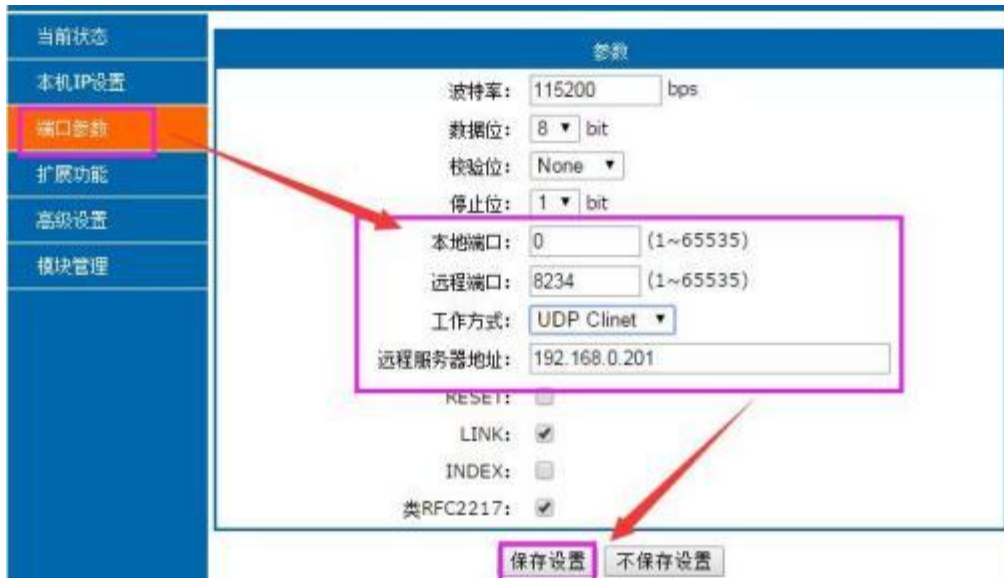 当前状态
本机IP设置
端口参数
扩展功能
高级设置
模块管理
参数
波特率: 115200 bps
数据位: 8 bit
校验位: None
停止位: 1 bit
本地端口: 0 (1~65535)
远程端口: 8234 (1~65535)
工作方式: UDP Clinet
远程服务器地址: 192.168.0.201
RESET:
LINK:
INDEX:
类RFC2217:
保存设置 不保存设置